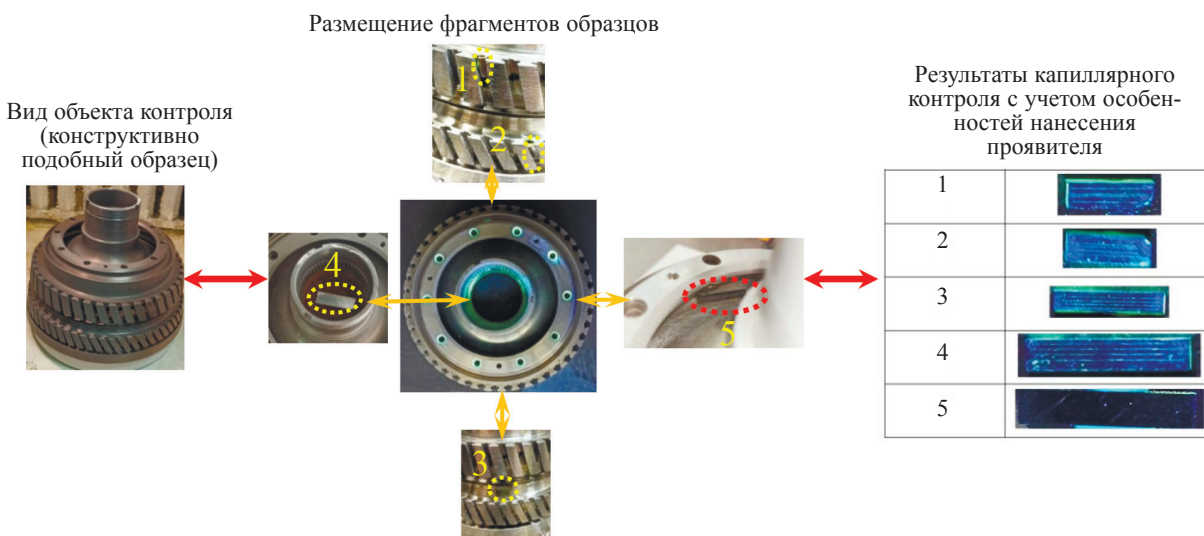 Размещение фрагментов образцов
Вид объекта контроля
(конструктивно
подобный образец)
1
2
4
5
3
Результаты капиллярного
контроля с учетом особен-
ностей нанесения
проявителя
1
2
3
4
5